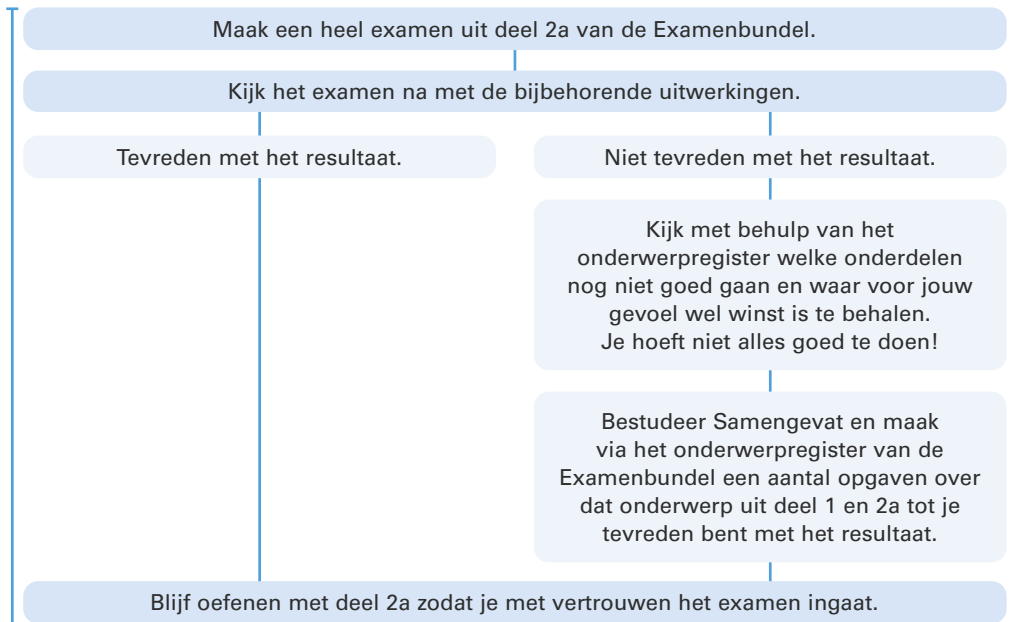 Maak een heel examen uit deel 2a van de Examenbundel.
Kijk het examen na met de bijbehorende uitwerkingen.
Tevreden met het resultaat.
Niet tevreden met het resultaat.
Kijk met behulp van het
onderwerpregister welke onderdelen
nog niet goed gaan en waar voor jouw
gevoel wel winst is te behalen.
Je hoeft niet alles goed te doen!
Bestudeer Samengevat en maak
via het onderwerpregister van de
Examenbundel een aantal opgaven over
dat onderwerp uit deel 1 en 2a tot je
tevreden bent met het resultaat.
Blijf oefenen met deel 2a zodat je met vertrouwen het examen ingaat.